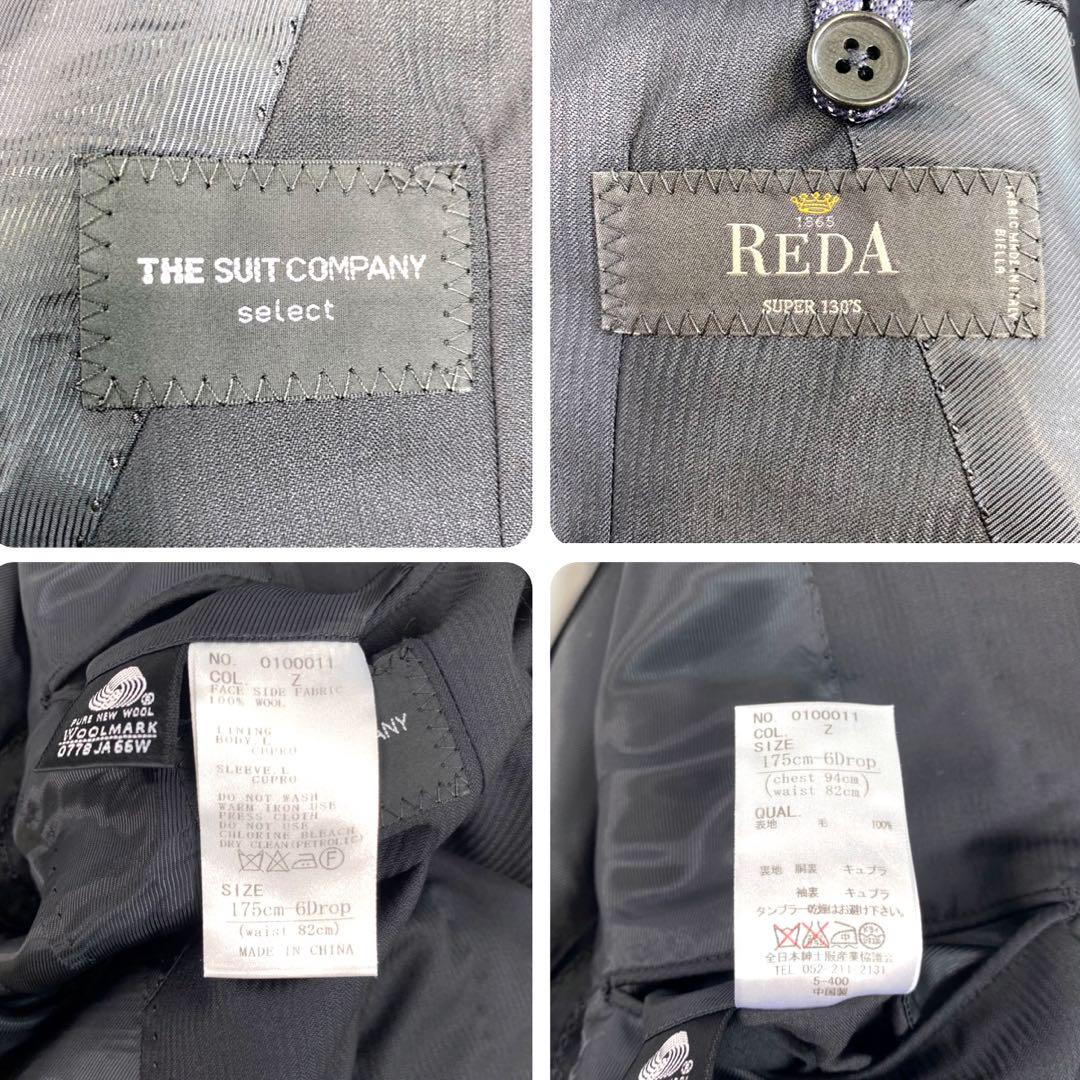 THE SUIT COMPANY
select
1865
REDA
SUPER 130'S
FABRIC MADE IN ITALY
BIELLA
PURE NEW WOOL
WOOLMARK
0778 JA 66W
NO. 0100011
COL. Z
FACE SIDE FABRIC
100% WOOL
LINING
BODY.L
CUPRO
SLEEVE.L
CUPRO
DO NOT WASH
WARM IRON USE
PRESS CLOTH
DO NOT USE
CHLORINE BLEACH
DRY CLEAN(PETROLIC)
F
SIZE
175cm-6Drop
(waist 82cm)
MADE IN CHINA
ANY
NO. 0100011
COL. Z
SIZE
175cm-6Drop
(chest 94cm)
(waist 82cm)
QUAL.
表地 毛 100%
裏地 胴裏 キュプラ
袖裏 キュプラ
タンブラー乾燥はお避け下さい。
中 ドライ
全日本紳士服産業協議会
TEL 052-211-2131
5-400
中国製